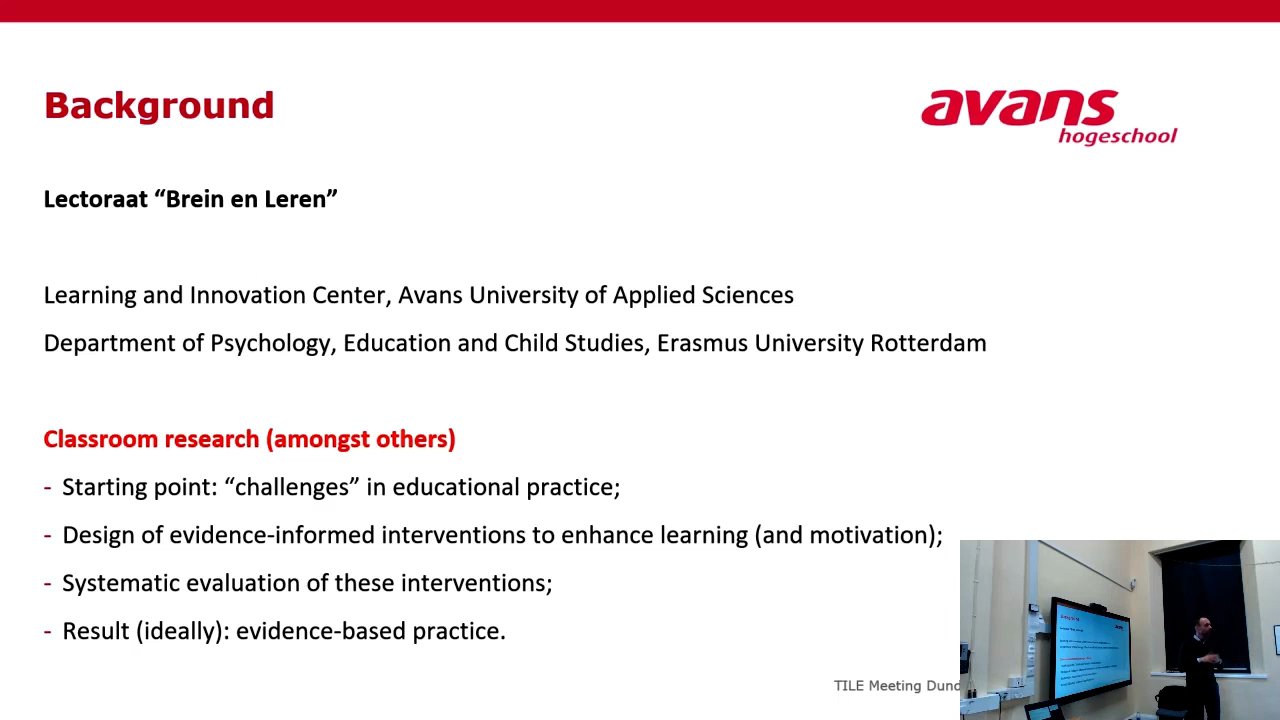 Background
avans
hogeschool
Lectoraat “Brein en Leren”
Learning and Innovation Center, Avans University of Applied Sciences
Department of Psychology, Education and Child Studies, Erasmus University Rotterdam
Classroom research (amongst others)
- Starting point: “challenges” in educational practice;
- Design of evidence-informed interventions to enhance learning (and motivation);
- Systematic evaluation of these interventions;
- Result (ideally): evidence-based practice.
TILE Meeting